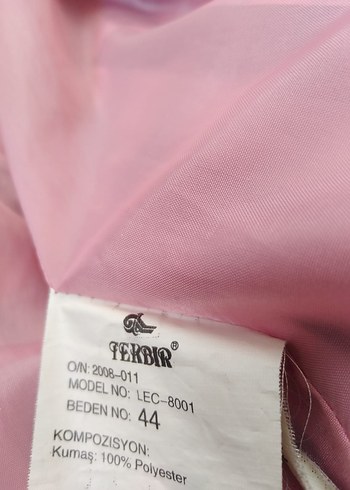 TEKBIR®
O/N: 2008-011
MODEL NO: LEC-8001
BEDEN NO: 44
KOMPOZISYON:
Kumaş: 100% Polyester